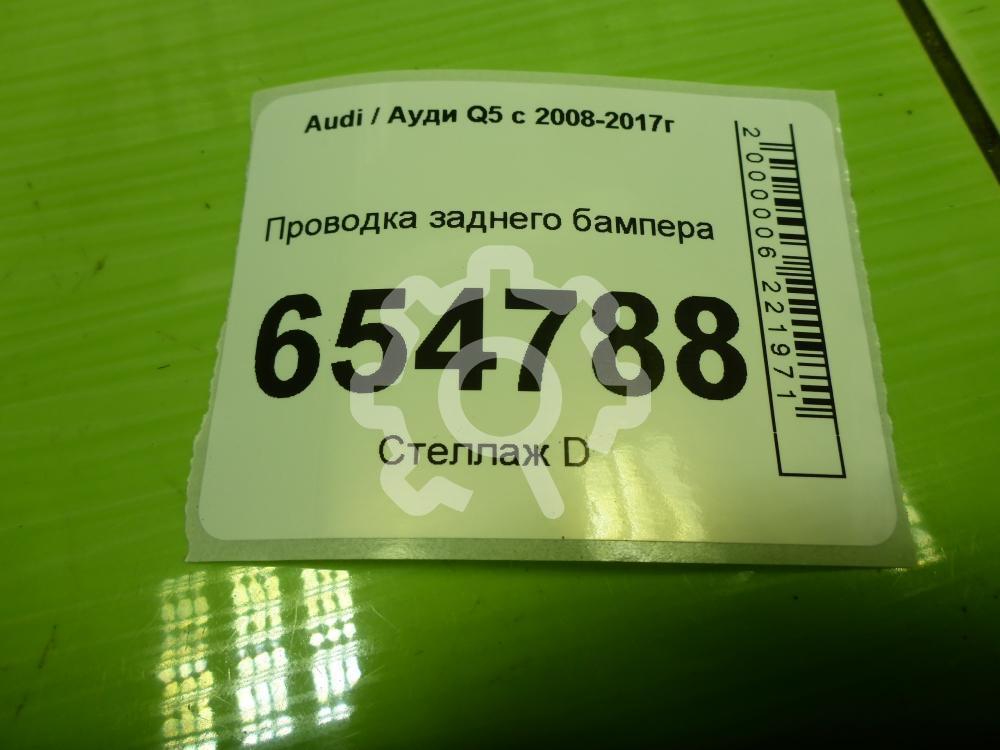 Audi / Ауди Q5 с 2008-2017г
Проводка заднего бампера
654788
Стеллаж D
2000006221971